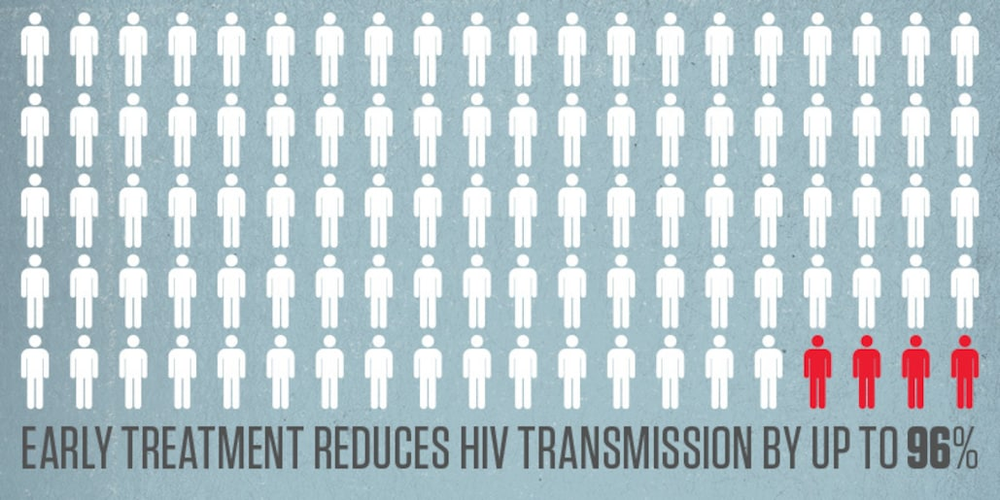 EARLY TREATMENT REDUCES HIV TRANSMISSION BY UP TO 96%